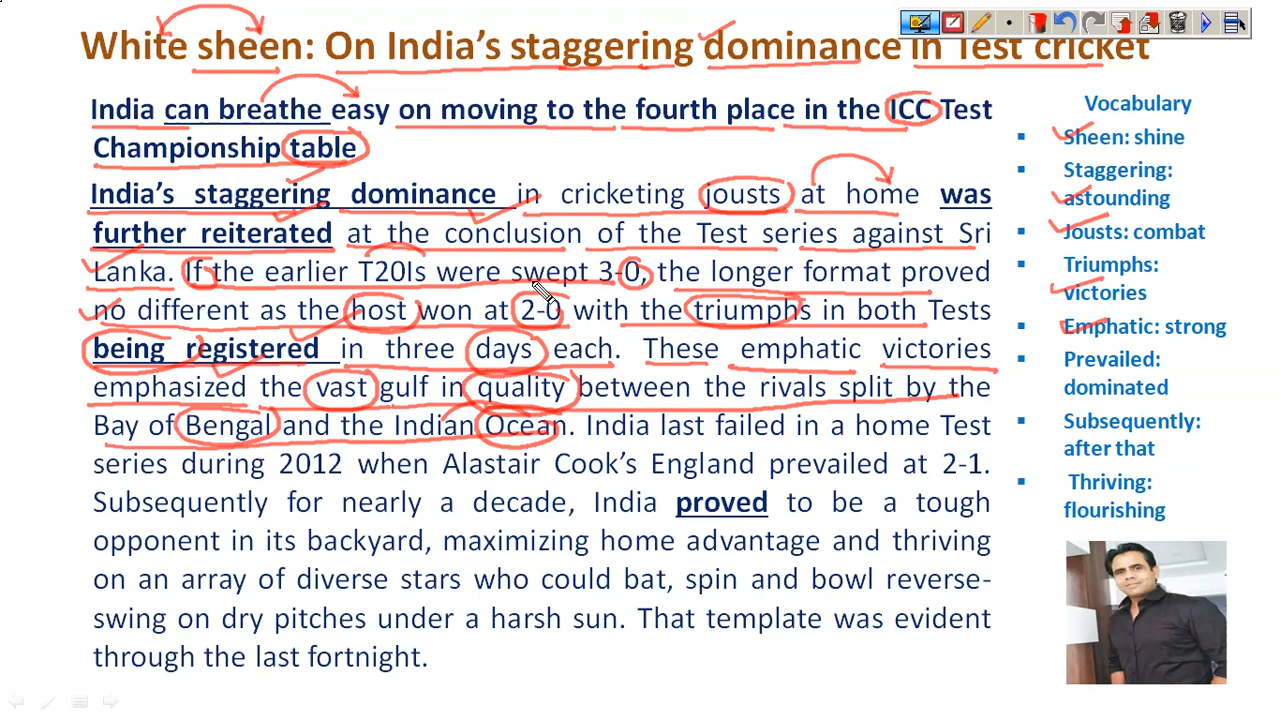 White sheen: On India's staggering dominance in Test cricket
India can breathe easy on moving to the fourth place in the ICC Test
Championship table
India's staggering dominance in cricketing jousts at home was
further reiterated at the conclusion of the Test series against Sri
Lanka. If the earlier T20Is were swept 3-0, the longer format proved
no different as the host won at 2-0 with the triumphs in both Tests
being registered in three days each. These emphatic victories
emphasized the vast gulf in quality between the rivals split by the
Bay of Bengal and the Indian Ocean. India last failed in a home Test
series during 2012 when Alastair Cook's England prevailed at 2-1.
Subsequently for nearly a decade, India proved to be a tough
opponent in its backyard, maximizing home advantage and thriving
on an array of diverse stars who could bat, spin and bowl reverse-
swing on dry pitches under a harsh sun. That template was evident
through the last fortnight.
Vocabulary
▪ Sheen: shine
▪ Staggering:
astounding
▪ Jousts: combat
▪ Triumphs:
victories
▪ Emphatic: strong
▪ Prevailed:
dominated
▪ Subsequently:
after that
▪ Thriving:
flourishing